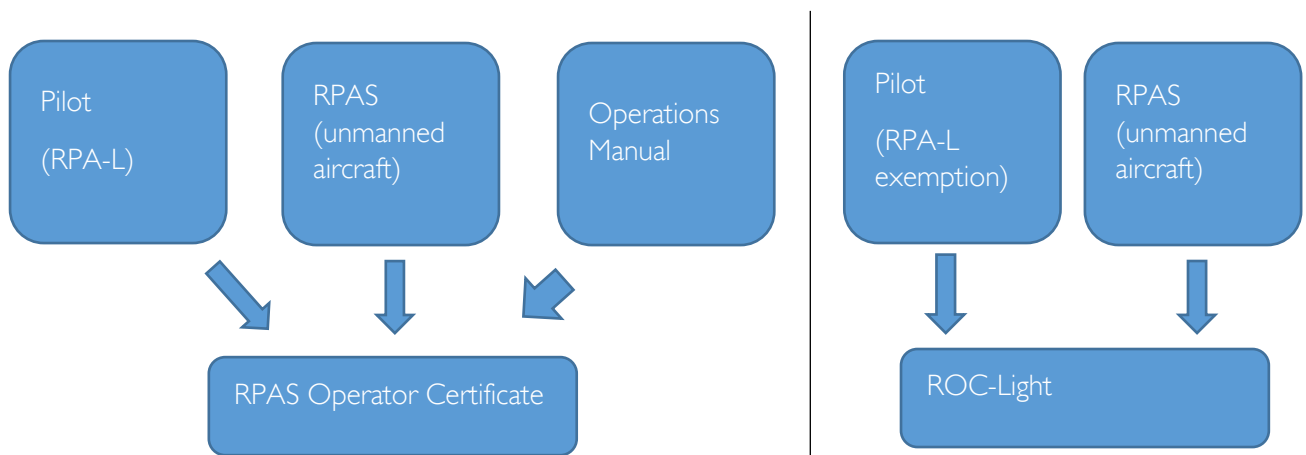 Pilot
(RPA-L)
RPAS
(unmanned
aircraft)
Operations
Manual
RPAS Operator Certificate
Pilot
(RPA-L
exemption)
RPAS
(unmanned
aircraft)
ROC-Light